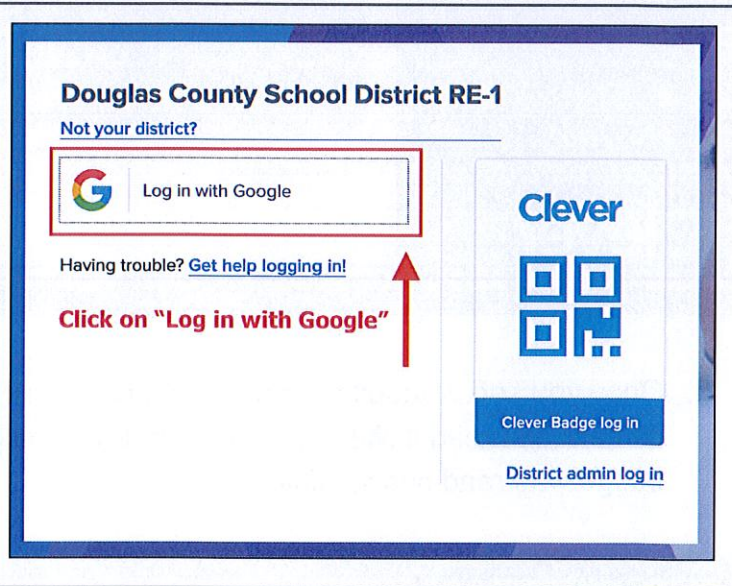 Douglas County School District RE-1
Not your district?
Log in with Google
Having trouble? Get help logging in!
Click on “Log in with Google”
Clever
Clever Badge log in
District admin log in